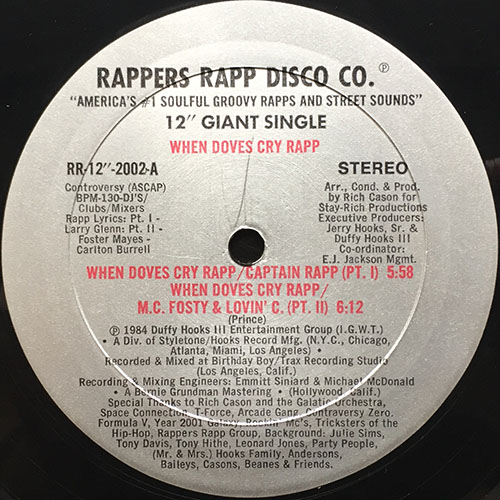 RAPPERS RAPP DISCO CO.℗
"AMERICA'S #1 SOULFUL GROOVY RAPPS AND STREET SOUNDS"
12" GIANT SINGLE
WHEN DOVES CRY RAPP
RR-12"-2002-A
Controversy (ASCAP)
BPM-130-DJ'S/
Clubs/Mixers
Rapp Lyrics: Pt. I -
Larry Glenn: Pt. II -
Foster Mayes -
Carlton Burrell
STEREO
Arr., Cond. & Prod.
by Rich Cason for
Stay-Rich Productions
Executive Producers:
Jerry Hooks, Sr. &
Duffy Hooks III
Co-ordinator:
E.J. Jackson Mgmt.
WHEN DOVES CRY RAPP/CAPTAIN RAPP (PT. I) 5:58
WHEN DOVES CRY RAPP/
M.C. FOSTY & LOVIN' C. (PT. II) 6:12
(Prince)
℗ 1984 Duffy Hooks III Entertainment Group (I.G.W.T.)
• A Div. of Styletone/Hooks Record Mfg. (N.Y.C., Chicago,
Atlanta, Miami, Los Angeles) •
Recorded & Mixed at Birthday Boy/Trax Recording Studio
(Los Angeles, Calif.)
Recording & Mixing Engineers: Emmitt Siniard & Michael McDonald
• A Bernie Grundman Mastering • (Hollywood, Calif.)
Special Thanks to Rich Cason and the Galatic Orchestra,
Space Connection, T-Force, Arcade Gang, Contraversy Zero.
Formula V, Year 2001 Galaxy, Rockin' Mc's, Tricksters of the
Hip-Hop, Rappers Rapp Group, Background: Julie Sims,
Tony Davis, Tony Hithe, Leonard Jones, Party People,
(Mr. & Mrs.) Hooks Family, Andersons,
Baileys, Casons, Beanes & Friends.